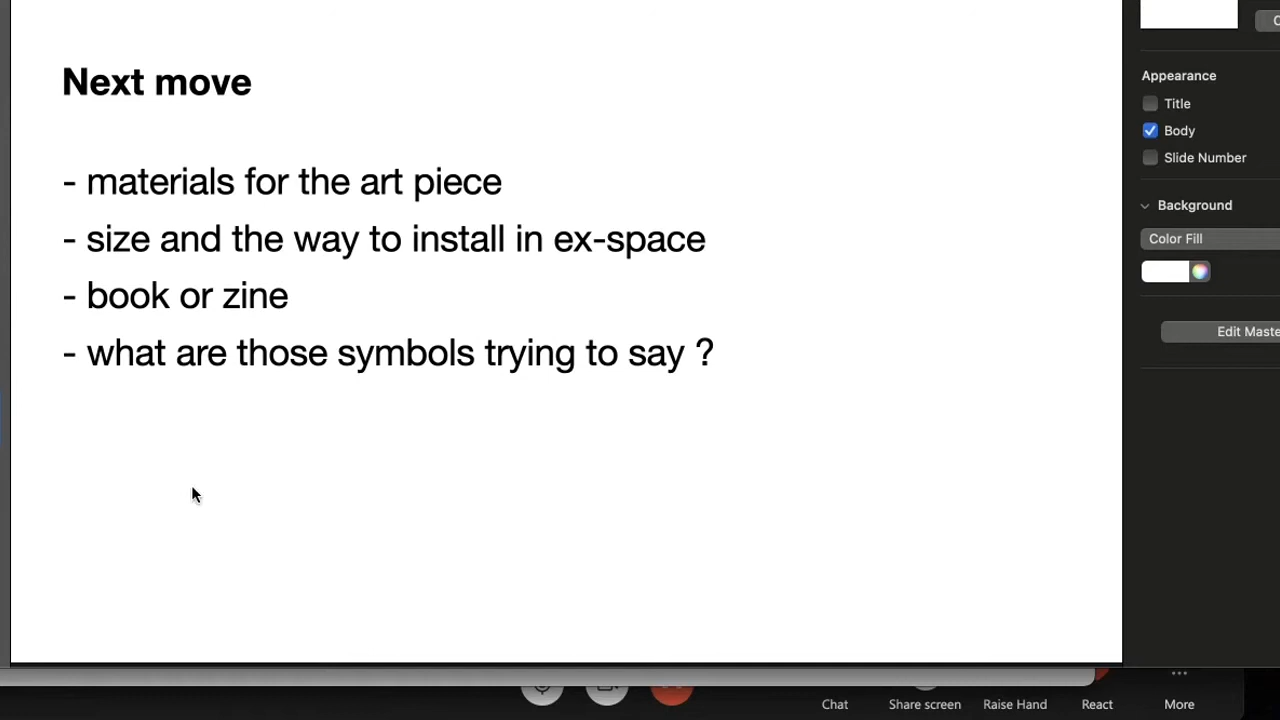 Next move
- materials for the art piece
- size and the way to install in ex-space
- book or zine
- what are those symbols trying to say ?
Appearance
Title
Body
Slide Number
Background
Color Fill
Edit Maste
Chat
Share screen
Raise Hand
React
More